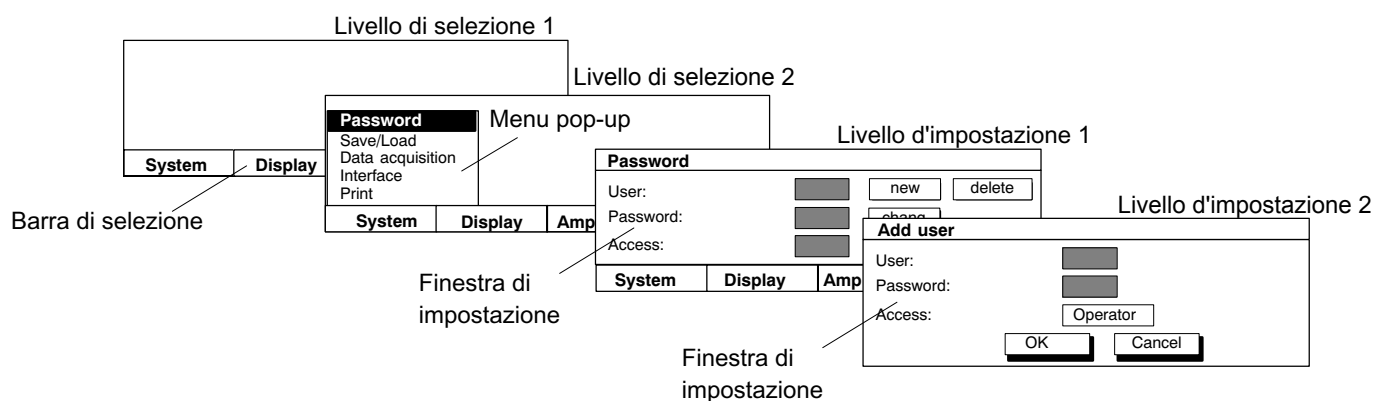 Livello di selezione 1
Livello di selezione 2
Password
Menu pop-up
Save/Load
Data acquisition
Interface
Print
Livello d'impostazione 1
System Display
Password
User: new delete
Livello d'impostazione 2
Barra di selezione
System Display Amp
Password: chang
Add user
Access:
User:
Finestra di
impostazione
System Display Amp
Password:
Access: Operator
OK Cancel
Finestra di
impostazione